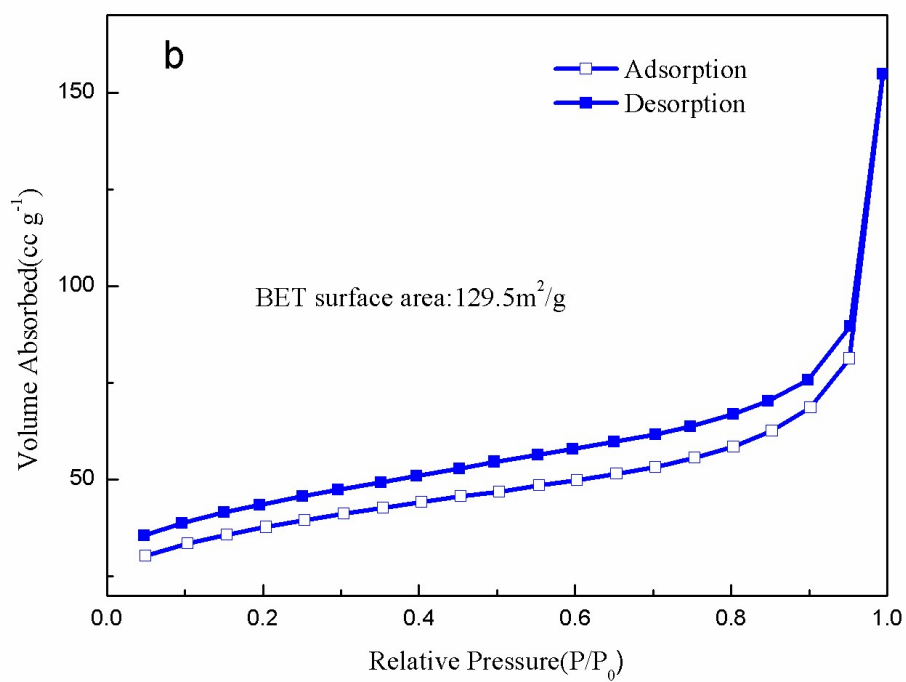 b
Adsorption
Desorption
150
100
50
Volume Absorbed(cc g⁻¹)
BET surface area:129.5m²/g
0.0 0.2 0.4 0.6 0.8 1.0
Relative Pressure(P/P₀)